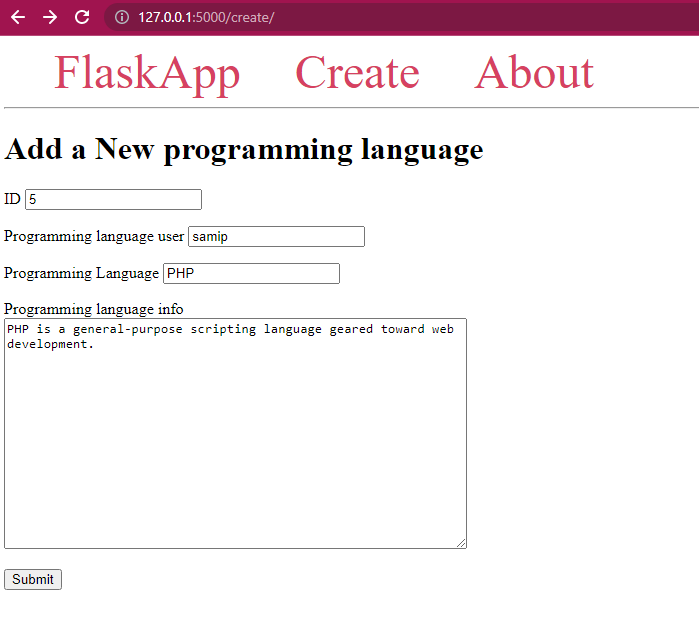 127.0.0.1:5000/create/
FlaskApp Create About
Add a New programming language
ID 5
Programming language user samip
Programming Language PHP
Programming language info
PHP is a general-purpose scripting language geared toward web
development.
Submit